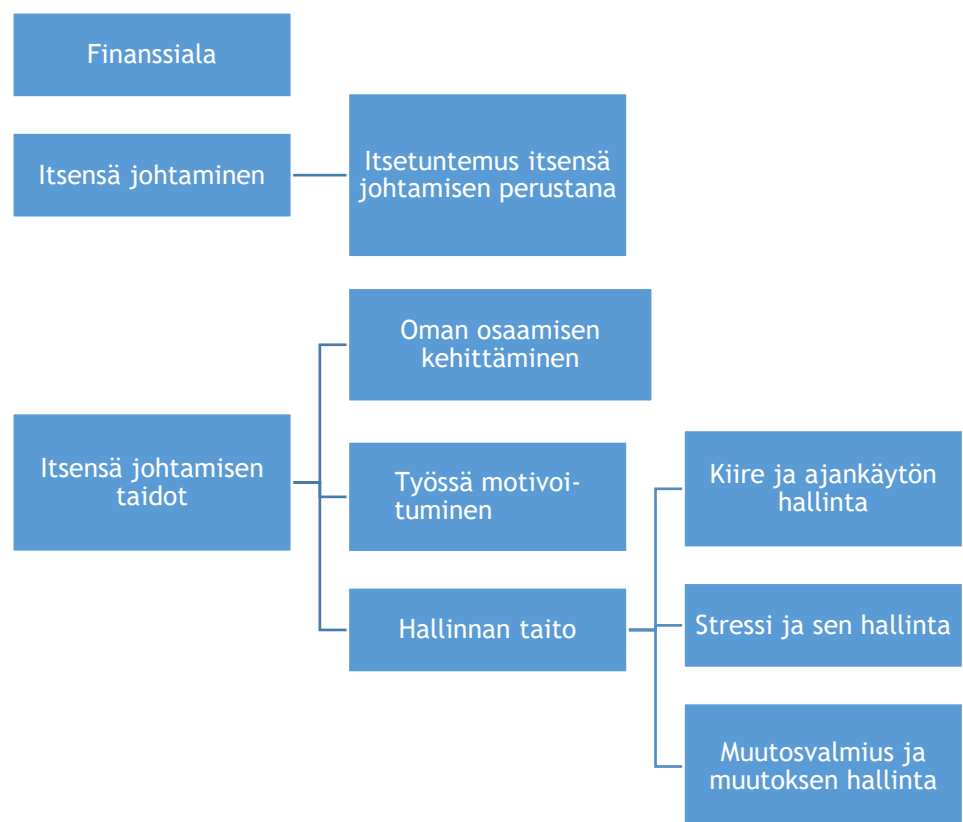 Finanssiala
Itsensä johtaminen
Itsetuntemus itsensä
johtamisen perustana
Itsensä johtamisen
taidot
Oman osaamisen
kehittäminen
Työssä motivoi-
tuminen
Hallinnan taito
Kiire ja ajankäytön
hallinta
Stressi ja sen hallinta
Muutosvalmius ja
muutoksen hallinta